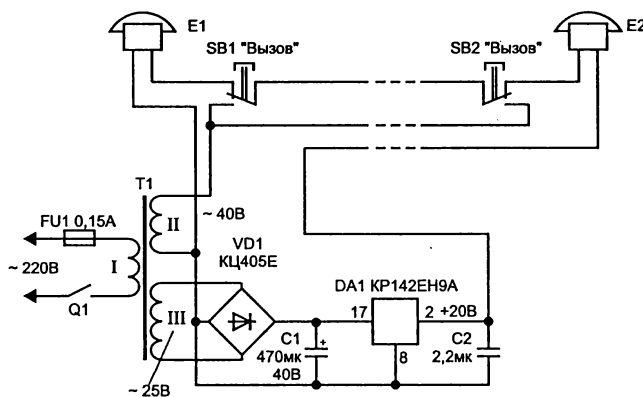 E1
E2
SB1 "Вызов"
SB2 "Вызов"
T1
FU1 0,15A
I
II
~ 40В
~ 220В
Q1
VD1
КЦ405Е
III
~ 25В
DA1 КР142ЕН9А
17
2
+20В
8
C1
470мк
40В
+
C2
2,2мк